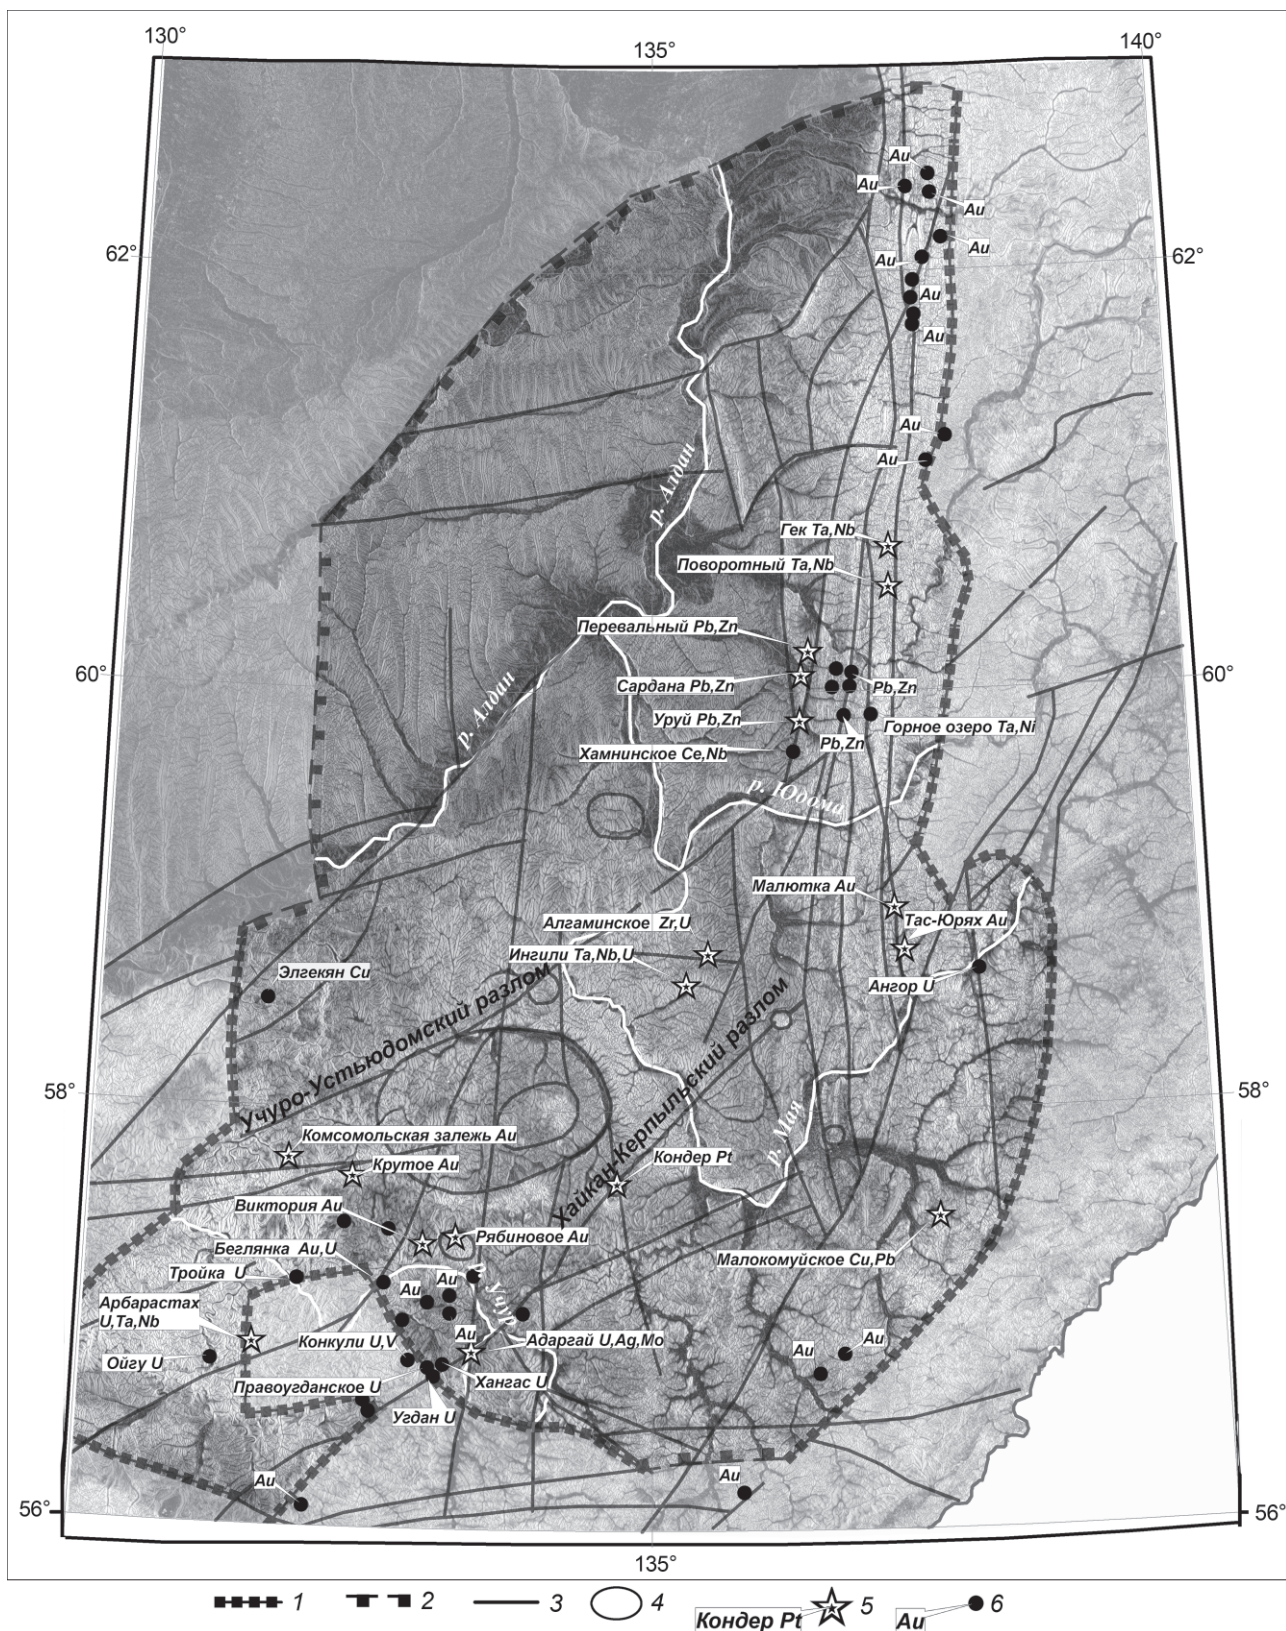 130°
135°
140°
Au
Au
Au
Au
62°
Au
62°
Au
Au
Au
Au
р. Алдан
Гек Ta,Nb
Поворотный Ta,Nb
Перевальный Pb,Zn
60°
Сардана Pb,Zn
Pb,Zn
60°
р. Алдан
Уруй Pb,Zn
Горное озеро Ta,Ni
Хамнинское Ce,Nb
Pb,Zn
р. Юдома
Малютка Au
Алгаминское Zr,U
Тас-Юрях Au
Ингили Ta,Nb,U
Элгекян Cu
Ангор U
Учуро-Устьюдомский разлом
Хайкан-Керпыльский разлом
58°
58°
Комсомольская залежь Au
р. Мая
Кондер Pt
Крутое Au
Виктория Au
Рябиновое Au
Беглянка Au,U
Малокомуйское Cu,Pb
Тройка U
р. Учур
Au
Au
Арбарастах
U,Ta,Nb
Au
Конкули U,V
Адаргай U,Ag,Mo
Au
Au
Ойгу U
Правоугданское U
Хангас U
Угдан U
Au
Au
56°
56°
135°
1
2
3
4
Кондер Pt
5
Au
6